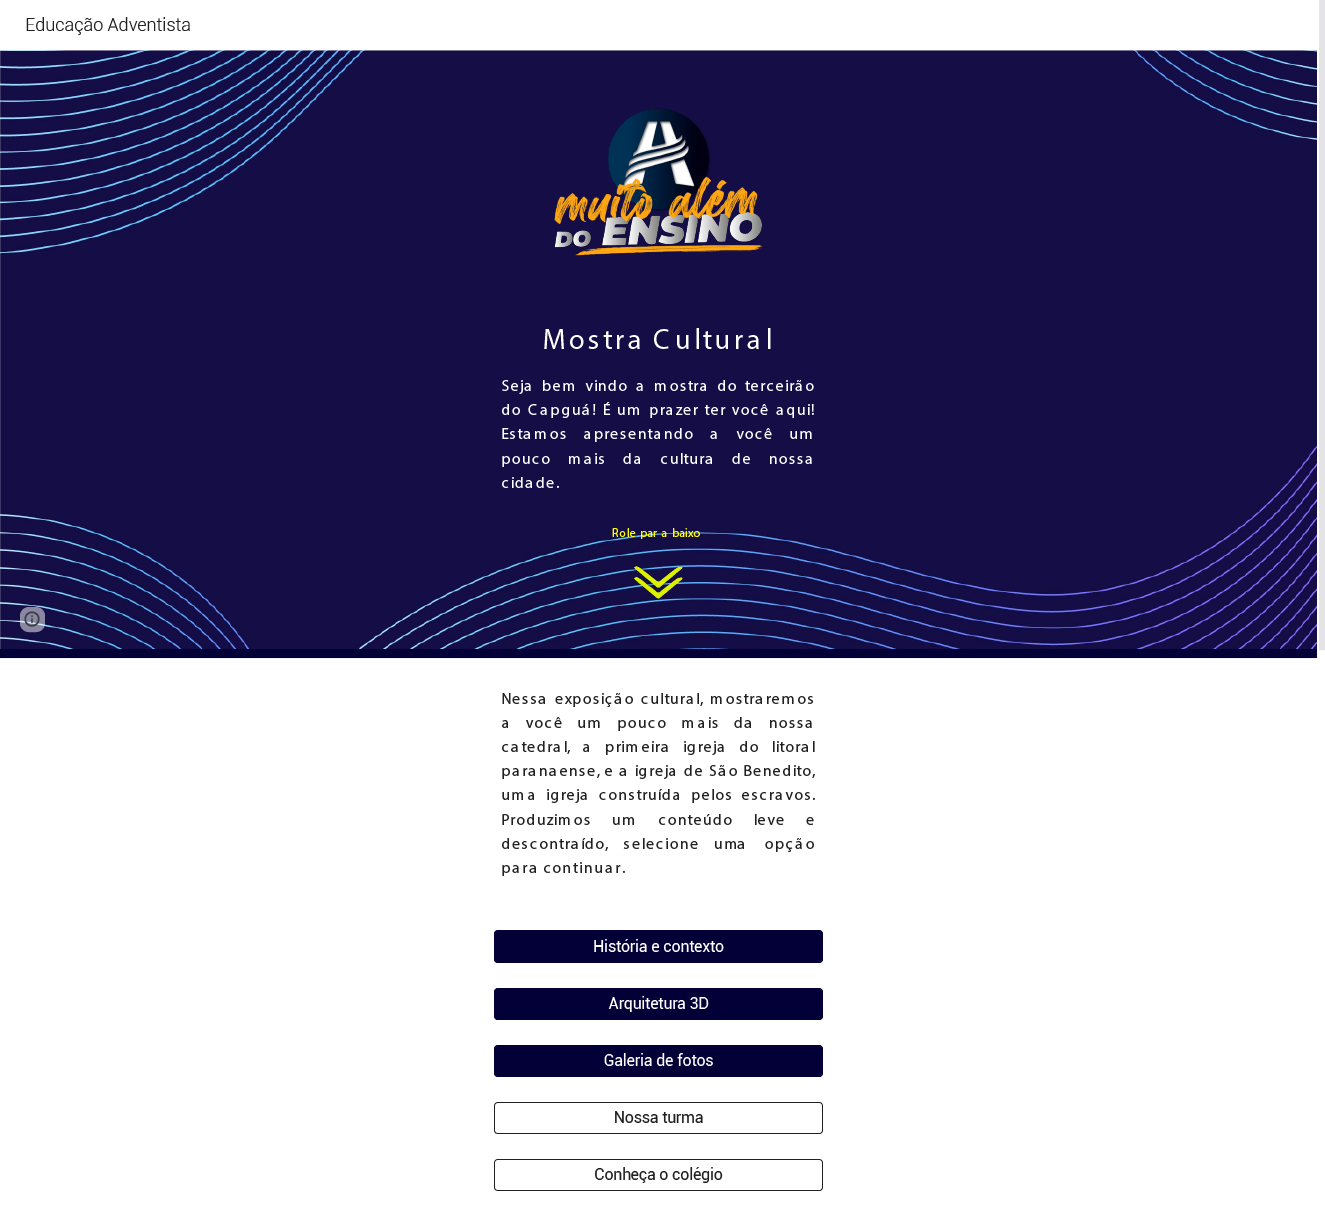 Educação Adventista
A
muito além
DO ENSINO
Mostra Cultural
Seja bem vindo a mostra do terceirão
do Capguá! É um prazer ter você aqui!
Estamos apresentando a você um
pouco mais da cultura de nossa
cidade.
Role par a baixo
Nessa exposição cultural, mostraremos
a você um pouco mais da nossa
catedral, a primeira igreja do litoral
paranaense, e a igreja de São Benedito,
uma igreja construída pelos escravos.
Produzimos um conteúdo leve e
descontraído, selecione uma opção
para continuar.
História e contexto
Arquitetura 3D
Galeria de fotos
Nossa turma
Conheça o colégio